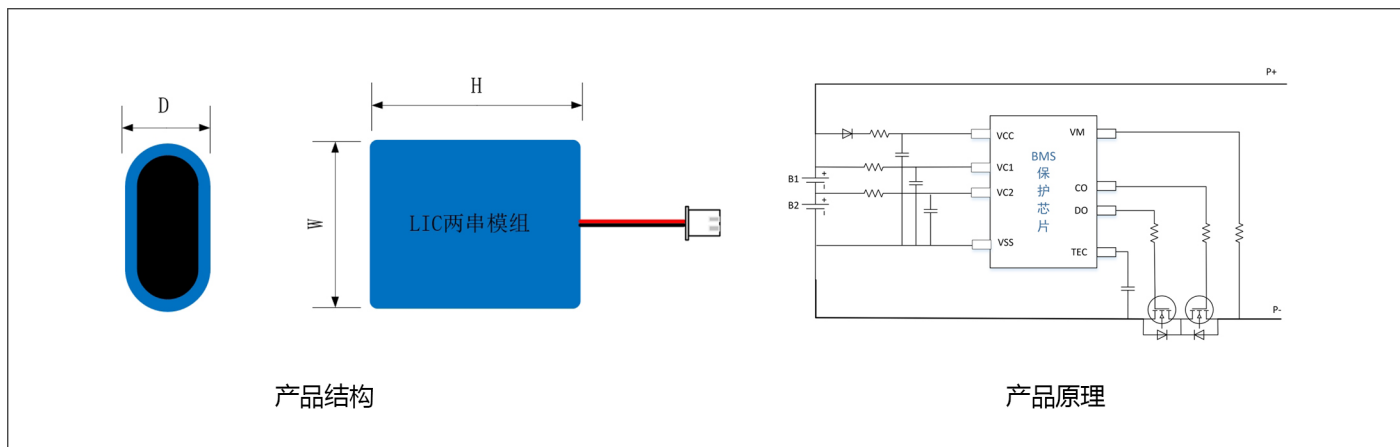 D
H
W
LIC两串模组
产品结构
P+
VCC
VM
VC1
BMS
保
护
芯
片
B1
+
−
VC2
CO
B2
+
−
DO
VSS
TEC
P-
产品原理